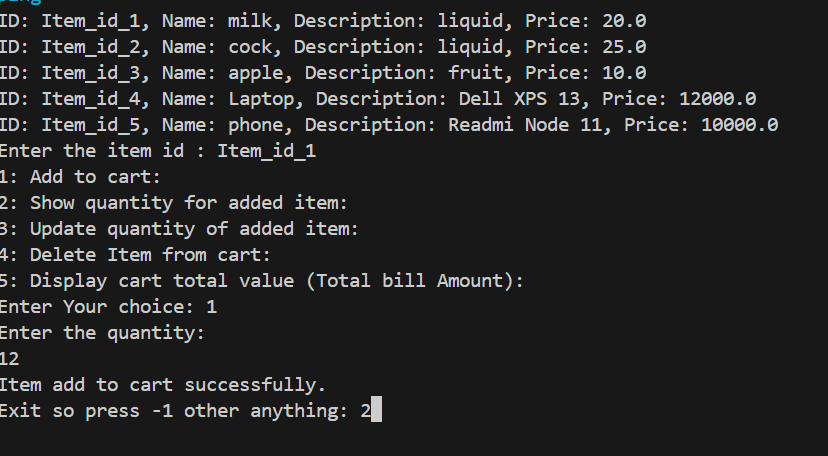 ID: Item_id_1, Name: milk, Description: liquid, Price: 20.0
ID: Item_id_2, Name: cock, Description: liquid, Price: 25.0
ID: Item_id_3, Name: apple, Description: fruit, Price: 10.0
ID: Item_id_4, Name: Laptop, Description: Dell XPS 13, Price: 12000.0
ID: Item_id_5, Name: phone, Description: Readmi Node 11, Price: 10000.0
Enter the item id : Item_id_1
1: Add to cart:
2: Show quantity for added item:
3: Update quantity of added item:
4: Delete Item from cart:
5: Display cart total value (Total bill Amount):
Enter Your choice: 1
Enter the quantity:
12
Item add to cart successfully.
Exit so press -1 other anything: 2